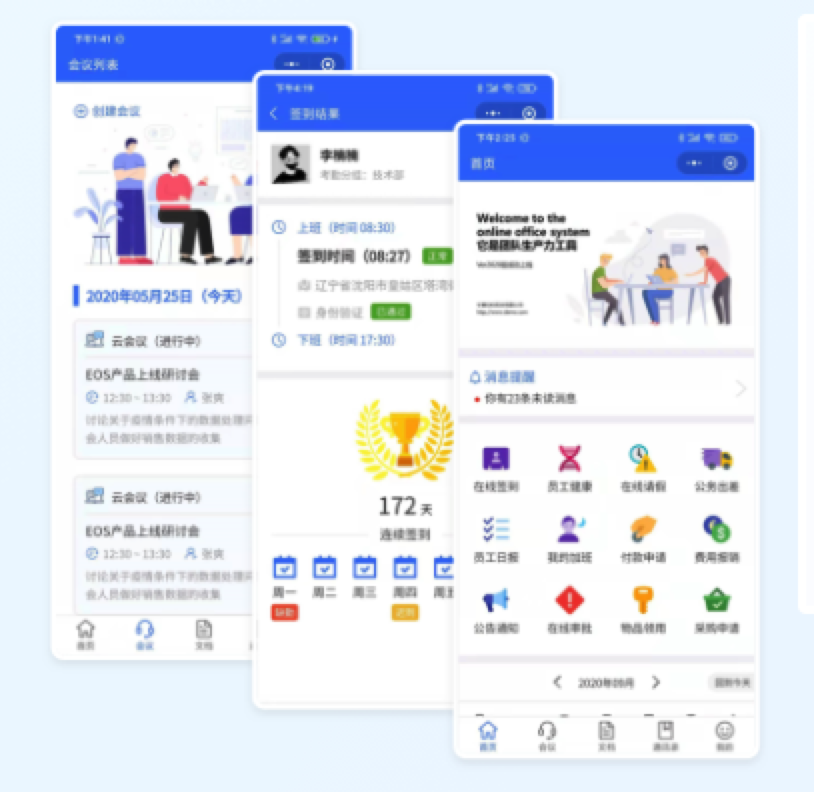 下午1:41
会议列表
创建会议
2020年05月25日（今天）
云会议（进行中）
EOS产品上线研讨会
12:30~13:30 张爽
讨论关于疫情条件下的数据处理
会人员做好销售数据的收集
云会议（进行中）
EOS产品上线研讨会
12:30~13:30 张爽
讨论关于疫情条件下的数据处理
会人员做好销售数据的收集
首页 会议 文档
下午4:19
签到结果
李楠楠
考勤分组：技术部
上班（时间 08:30）
签到时间（08:27） 正常
辽宁省沈阳市皇姑区塔湾
身份验证 已通过
下班（时间 17:30）
172 天
连续签到
周一 周二 周三 周四 周五
缺勤 迟到
下午2:25
首页
Welcome to the
online office system
它是团队生产力工具
消息提醒
你有23条未读消息
在线签到 员工健康 在线请假 公务出差
员工日报 我的加班 付款申请 费用报销
公告通知 在线审批 物品领用 采购申请
2020年05月 回到今天
首页 会议 文档 通讯录 我的